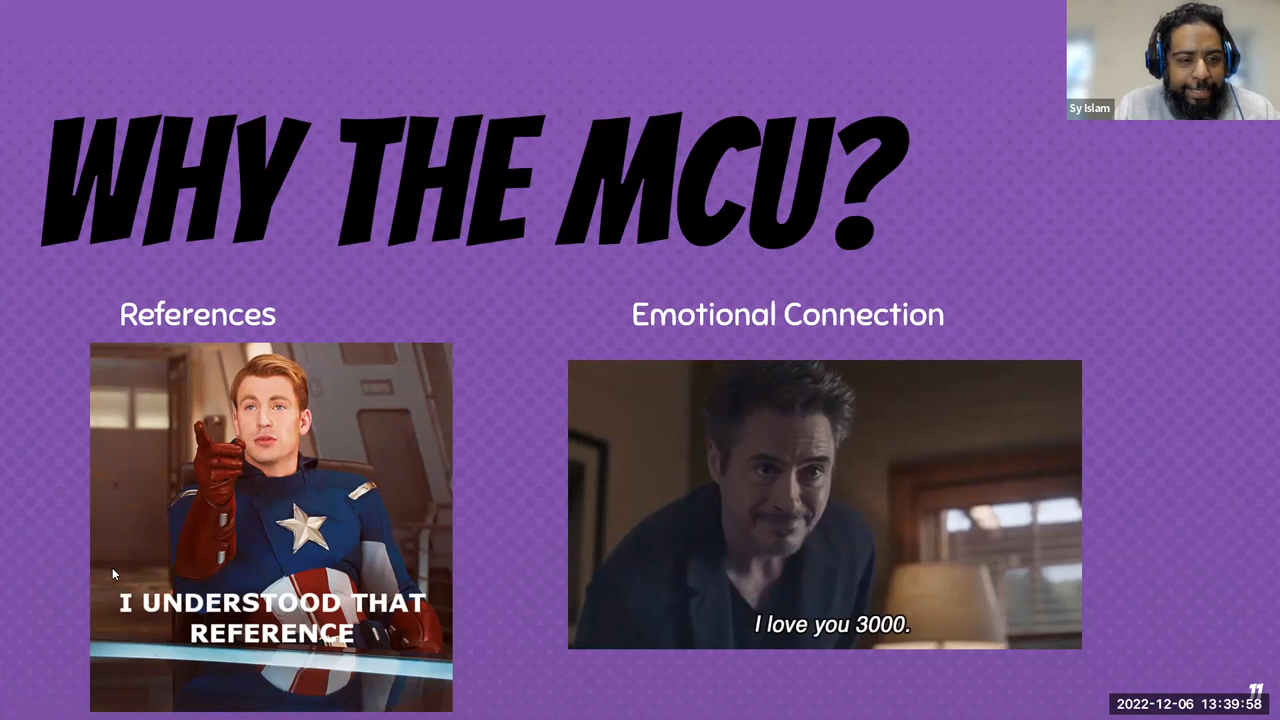 Sy Islam
WHY THE MCU?
References
Emotional Connection
I UNDERSTOOD THAT
REFERENCE
I love you 3000.
11
2022-12-06 13:39:58